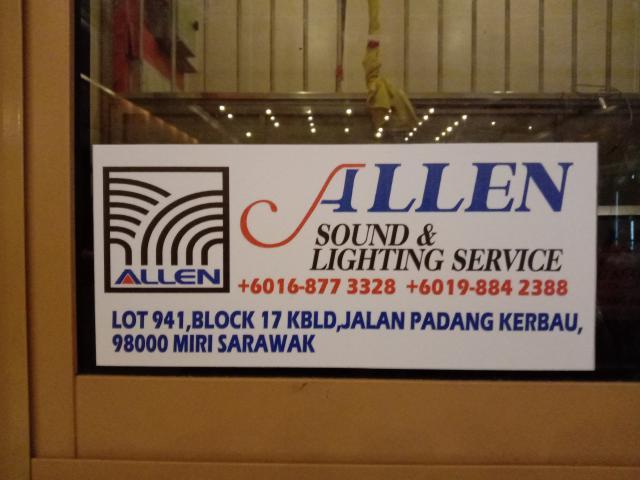 ALLEN
SOUND &
LIGHTING SERVICE
+6016-877 3328 +6019-884 2388
ALLEN
LOT 941,BLOCK 17 KBLD,JALAN PADANG KERBAU,
98000 MIRI SARAWAK